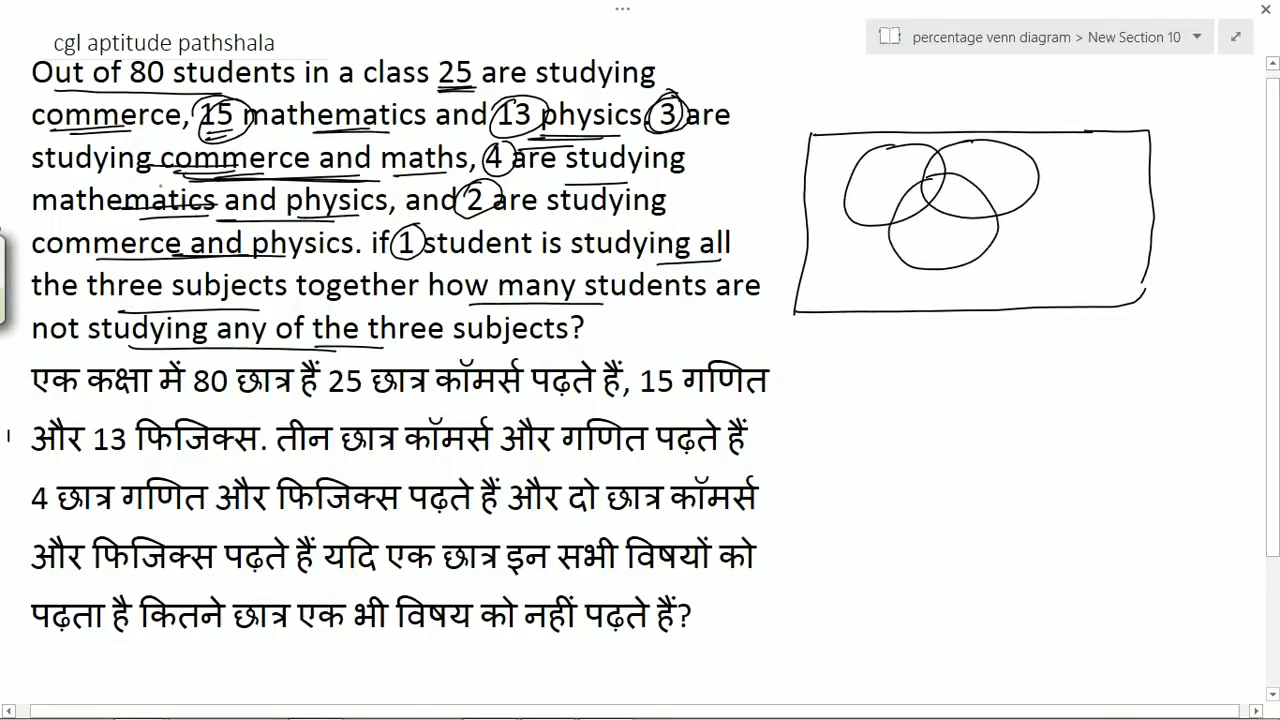 percentage venn diagram > New Section 10
cgl aptitude pathshala
Out of 80 students in a class 25 are studying
commerce, 15 mathematics and 13 physics. 3 are
studying commerce and maths, 4 are studying
mathematics and physics, and 2 are studying
commerce and physics. if 1 student is studying all
the three subjects together how many students are
not studying any of the three subjects?
एक कक्षा में 80 छात्र हैं 25 छात्र कॉमर्स पढ़ते हैं, 15 गणित
और 13 फिजिक्स. तीन छात्र कॉमर्स और गणित पढ़ते हैं
4 छात्र गणित और फिजिक्स पढ़ते हैं और दो छात्र कॉमर्स
और फिजिक्स पढ़ते हैं यदि एक छात्र इन सभी विषयों को
पढ़ता है कितने छात्र एक भी विषय को नहीं पढ़ते हैं?